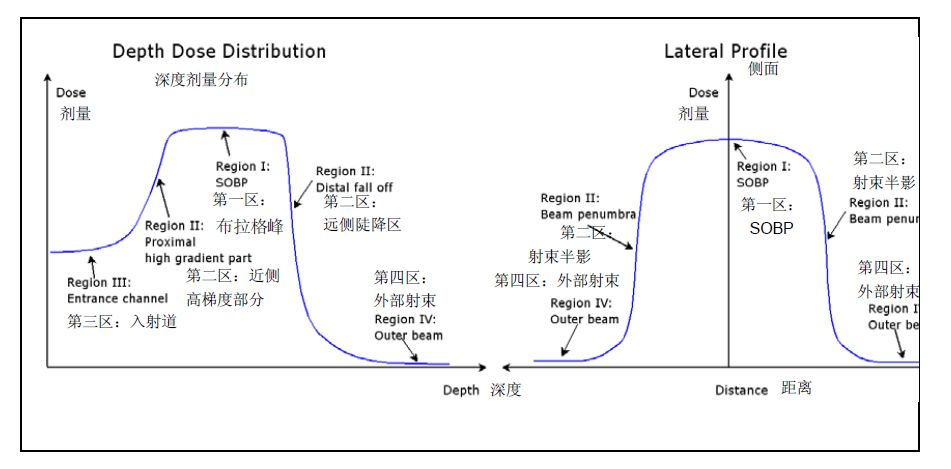 Depth Dose Distribution
深度剂量分布
Dose
剂量
Region I:
SOBP
第一区：
布拉格峰
Region II:
Distal fall off
第二区：
远侧陡降区
Region II:
Proximal
high gradient part
第二区：近侧
高梯度部分
Region III:
Entrance channel
第三区：入射道
第四区：
外部射束
Region IV:
Outer beam
Depth 深度
Lateral Profile
侧面
Dose
剂量
Region I:
SOBP
第一区：
SOBP
Region II:
Beam penumbra
第二区：
射束半影
第四区：外部射束
Region IV:
Outer beam
第二区：
射束半影
Region II:
Beam penur
第四区：
外部射束
Region I
Outer be
Distance 距离